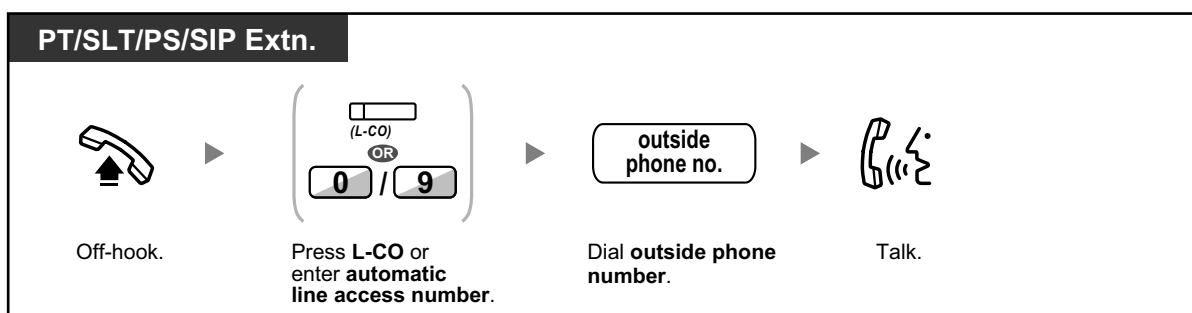 PT/SLT/PS/SIP Extn.
(L-CO)
OR
0 / 9
outside
phone no.
Off-hook.
Press L-CO or
enter automatic
line access number.
Dial outside phone
number.
Talk.